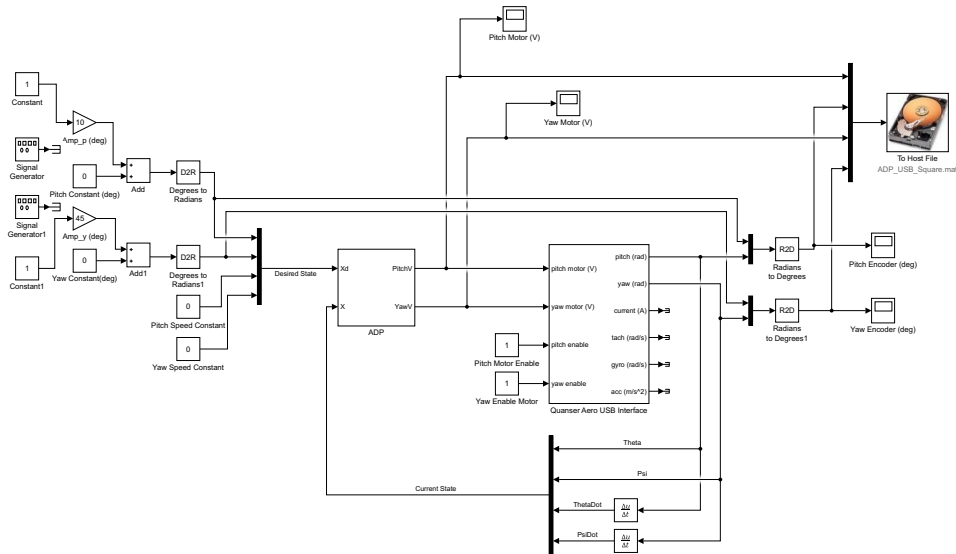 Pitch Motor (V)
1
Constant
10
Amp_p (deg)
Signal
Generator
0
Pitch Constant (deg)
+
+
Add
D2R
Degrees to
Radians
Signal
Generator1
45
Amp_y (deg)
1
Constant1
0
Yaw Constant(deg)
+
+
Add1
D2R
Degrees to
Radians1
0
Pitch Speed Constant
0
Yaw Speed Constant
Desired State
Xd
X
PitchV
YawV
ADP
Yaw Motor (V)
1
Pitch Motor Enable
1
Yaw Enable Motor
pitch motor (V)
yaw motor (V)
pitch enable
yaw enable
pitch (rad)
yaw (rad)
current (A)
tach (rad/s)
gyro (rad/s)
acc (m/s^2)
Quanser Aero USB Interface
R2D
Radians
to Degrees
R2D
Radians
to Degrees1
Pitch Encoder (deg)
Yaw Encoder (deg)
To Host File
ADP_USB_Square.mat
Theta
Psi
ThetaDot
Δu
Δt
PsiDot
Δu
Δt
Current State